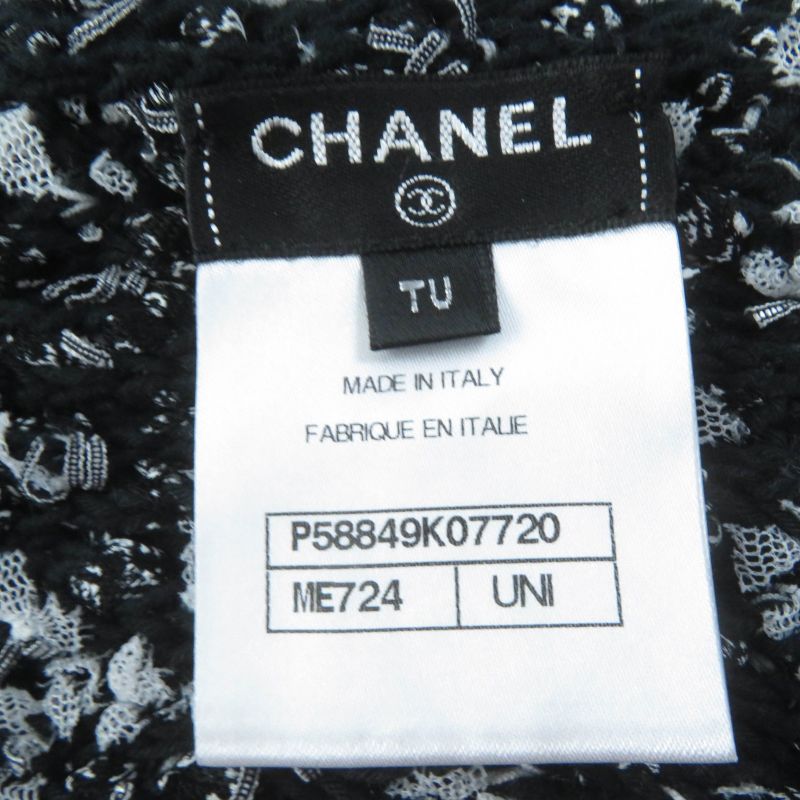 CHANEL
TU
MADE IN ITALY
FABRIQUE EN ITALIE
P58849K07720
ME724 UNI